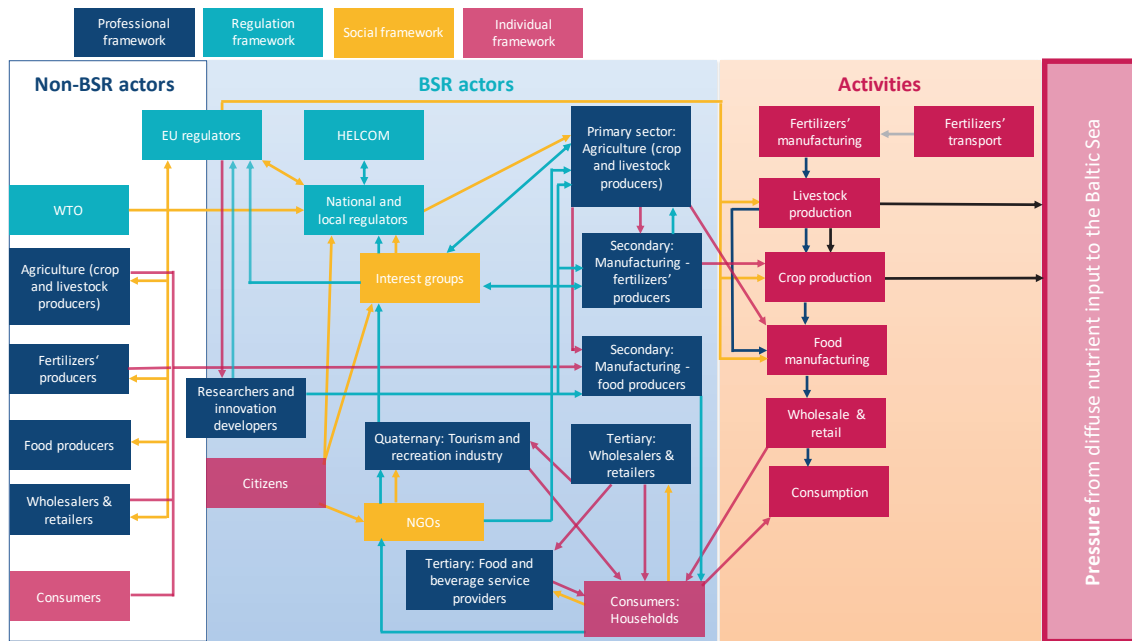 Professional
framework
Regulation
framework
Social framework
Individual
framework
Non-BSR actors
BSR actors
Activities
EU regulators
HELCOM
Primary sector:
Agriculture (crop
and livestock
producers)
Fertilizers'
manufacturing
Fertilizers'
transport
WTO
National and
local regulators
Livestock
production
Agriculture (crop
and livestock
producers)
Interest groups
Secondary:
Manufacturing -
fertilizers'
producers
Crop production
Fertilizers'
producers
Researchers and
innovation
developers
Secondary:
Manufacturing -
food producers
Food
manufacturing
Food producers
Quaternary: Tourism and
recreation industry
Tertiary:
Wholesalers &
retailers
Wholesale &
retail
Citizens
Consumption
Wholesalers &
retailers
NGOs
Tertiary: Food and
beverage service
providers
Consumers
Consumers:
Households
Pressure from diffuse nutrient input to the Baltic Sea